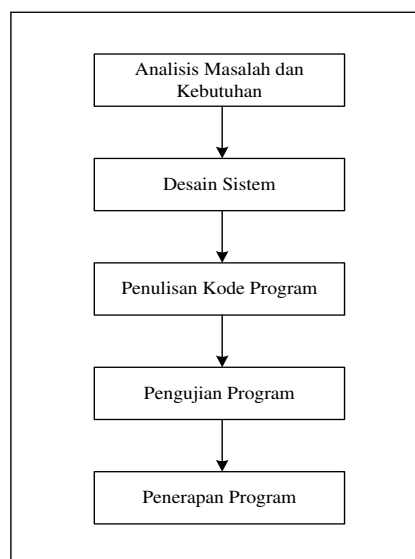 Analisis Masalah dan
Kebutuhan
Desain Sistem
Penulisan Kode Program
Pengujian Program
Penerapan Program